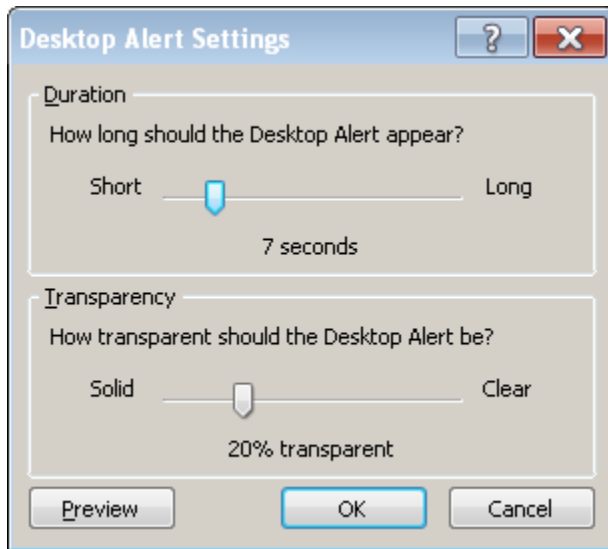 Desktop Alert Settings
?
Duration
How long should the Desktop Alert appear?
Short Long
7 seconds
Transparency
How transparent should the Desktop Alert be?
Solid Clear
20% transparent
Preview OK Cancel